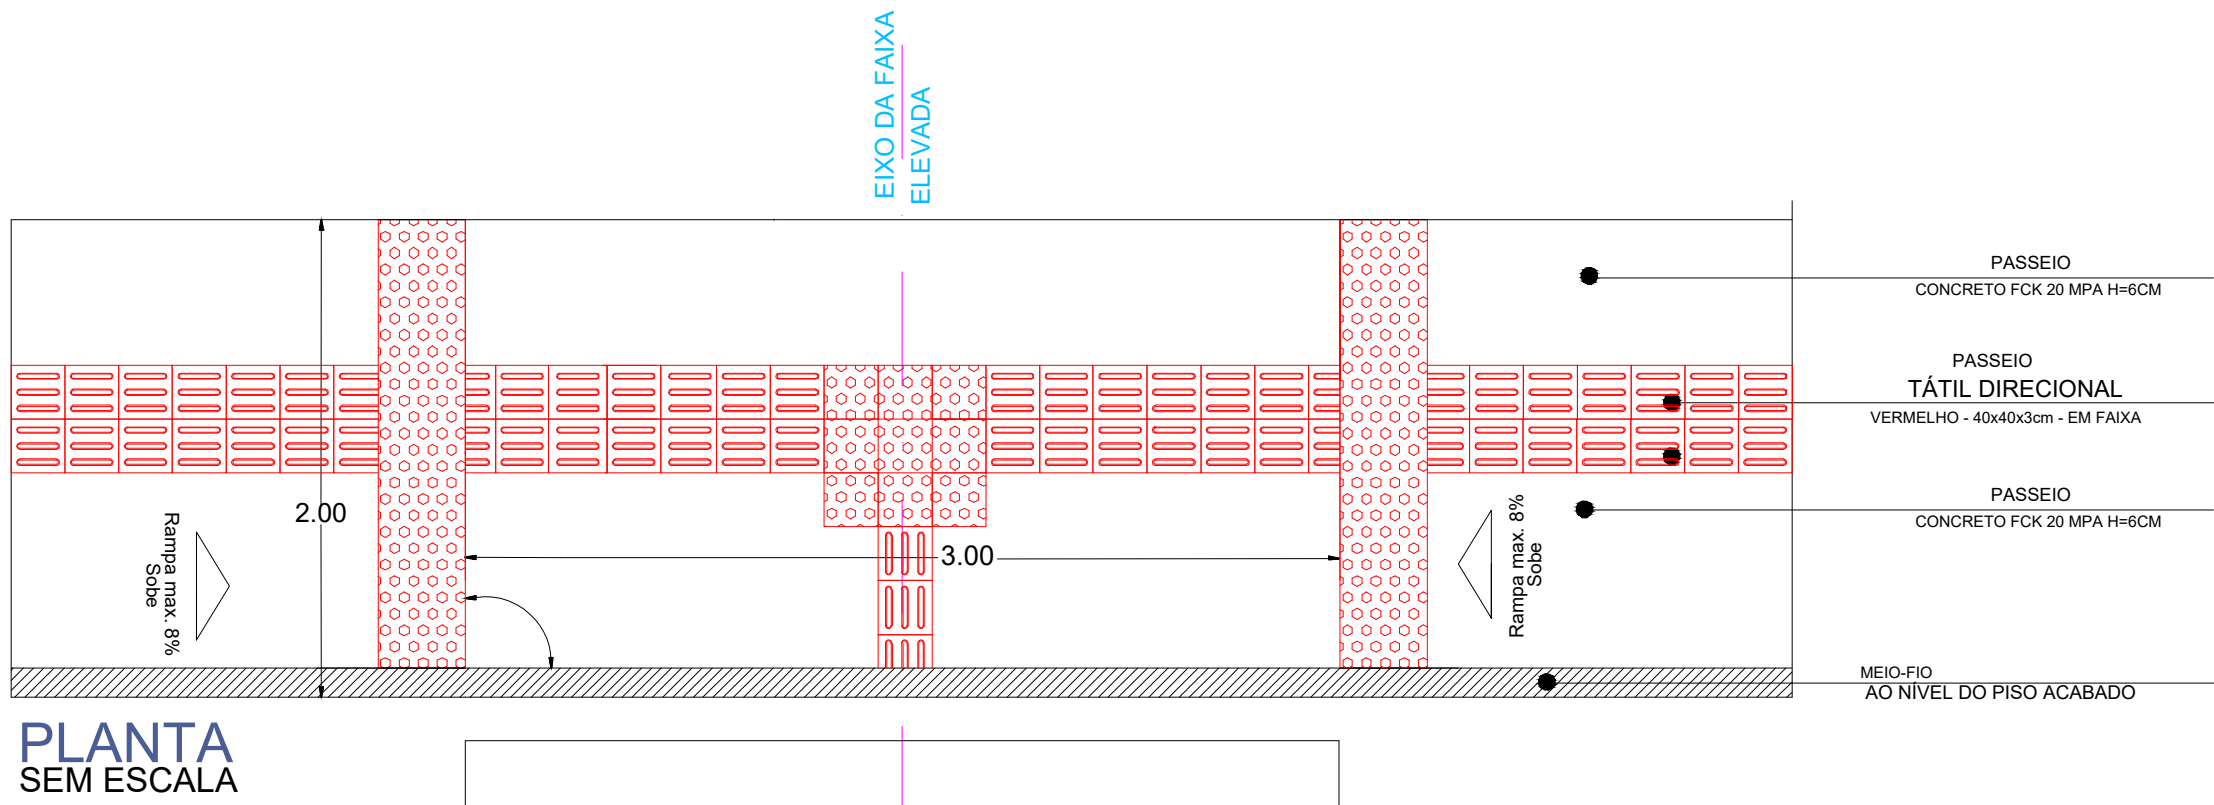 EIXO DA FAIXA
ELEVADA
PASSEIO
CONCRETO FCK 20 MPA H=6CM
PASSEIO
TÁTIL DIRECIONAL
VERMELHO - 40x40x3cm - EM FAIXA
PASSEIO
CONCRETO FCK 20 MPA H=6CM
2.00
3.00
Rampa max. 8%
Sobe
Rampa max. 8%
Sobe
MEIO-FIO
AO NÍVEL DO PISO ACABADO
PLANTA
SEM ESCALA